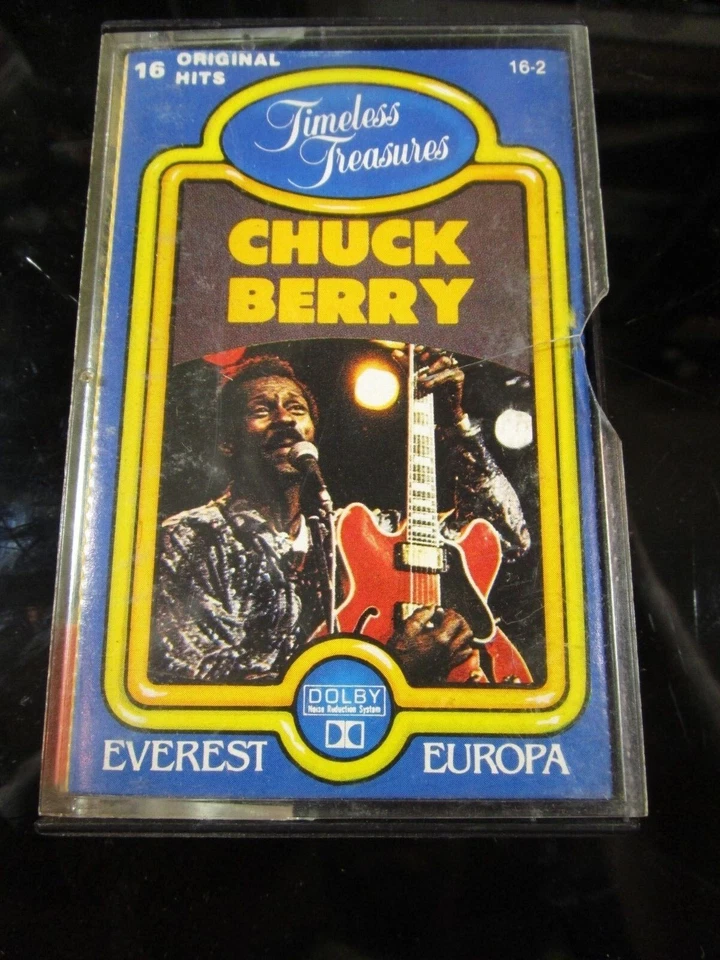 16 ORIGINAL
HITS
16-2
Timeless
Treasures
CHUCK
BERRY
DOLBY
Noise Reduction System
EVEREST
EUROPA